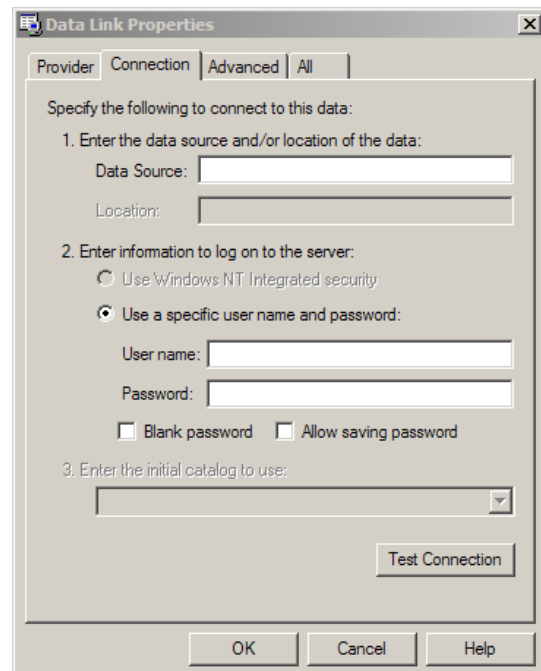 Data Link Properties
Provider Connection Advanced All
Specify the following to connect to this data:
1. Enter the data source and/or location of the data:
Data Source:
Location:
2. Enter information to log on to the server:
Use Windows NT Integrated security
Use a specific user name and password:
User name:
Password:
Blank password Allow saving password
3. Enter the initial catalog to use:
Test Connection
OK Cancel Help